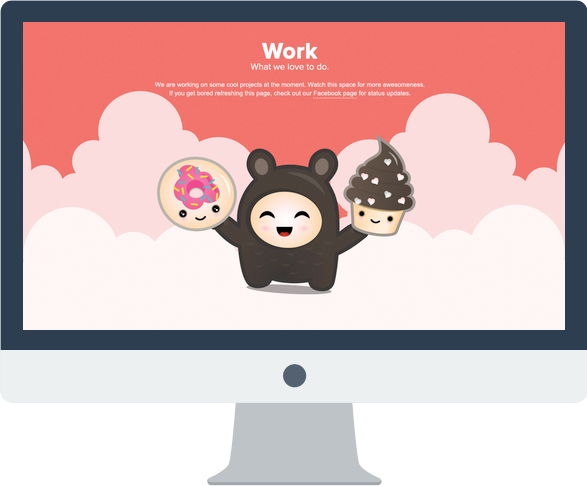 Work
What we love to do.
We are working on some cool projects at the moment. Watch this space for more awesomeness.
If you get bored refreshing this page, check out our Facebook page for status updates.